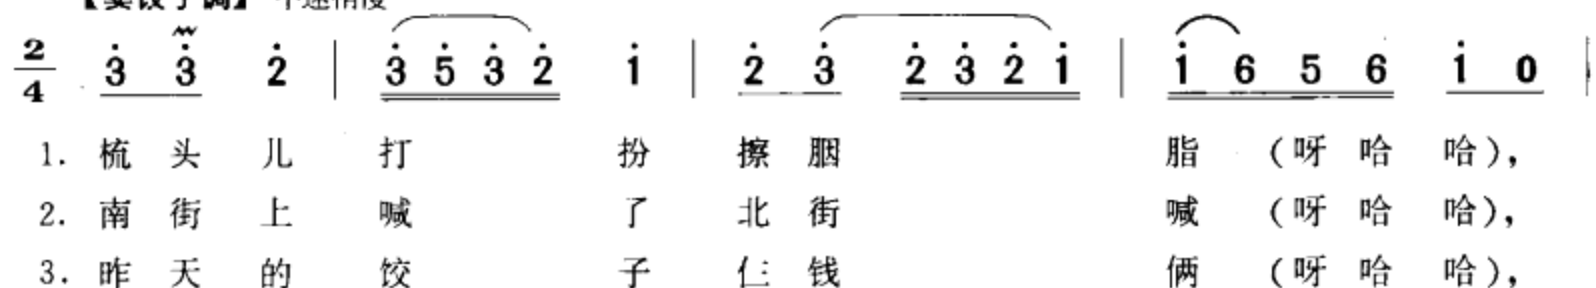 2/4 3 3 2 | 3 5 3 2 1 | 2 3 2 3 2 1 | 1 6 5 6 1 0 |
1. 梳 头 儿 打 扮 擦 胭 脂 (呀 哈 哈),
2. 南 街 上 喊 了 北 街 喊 (呀 哈 哈),
3. 昨 天 的 饺 子 仨 钱 俩 (呀 哈 哈),